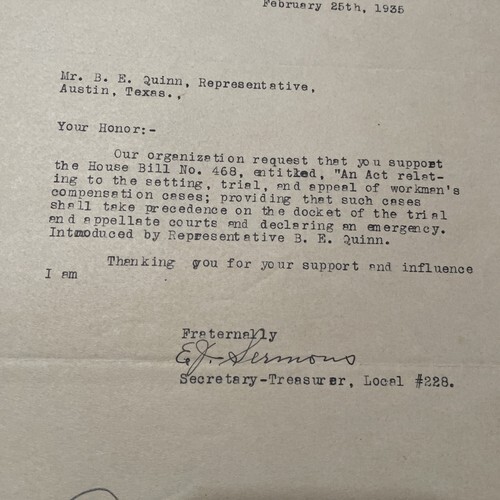 February 25th, 1935
Mr. B. E. Quinn, Representative,
Austin, Texas.,
Your Honor:-
Our organization request that you support
the House Bill No. 468, entitled, "An Act relat-
ing to the setting, trial, and appeal of workman's
compensation cases; providing that such cases
shall take precedence on the docket of the trial
and appellate courts and declaring an emergency.
Introduced by Representative B. E. Quinn.
Thanking you for your support and influence
I am
Fraternally
E.J. Sermons
Secretary-Treasurer, Local #228.